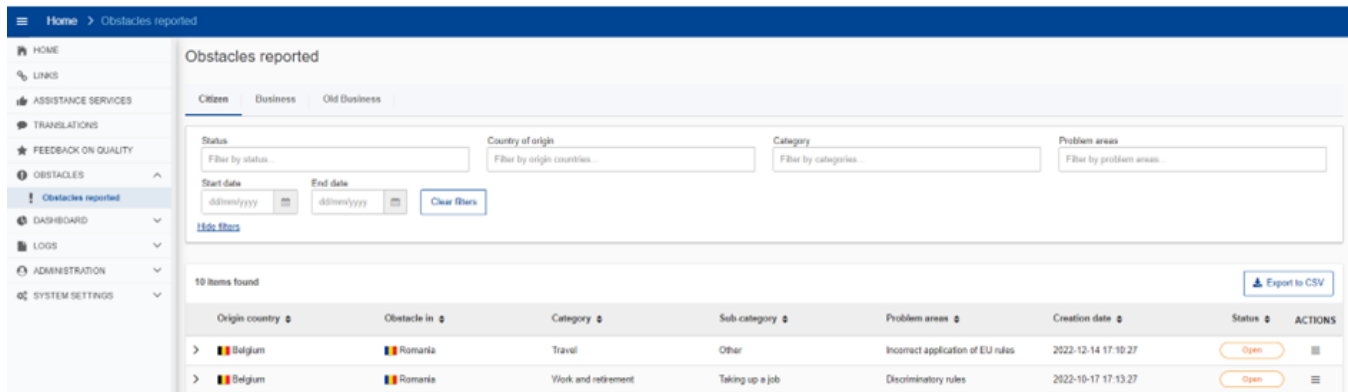 Home > Obstacles reported
HOME
LINKS
ASSISTANCE SERVICES
TRANSLATIONS
FEEDBACK ON QUALITY
OBSTACLES
Obstacles reported
DASHBOARD
LOGS
ADMINISTRATION
SYSTEM SETTINGS
Obstacles reported
Citizen Business Old Business
Status Country of origin Category Problem areas
Filter by status... Filter by origin countries... Filter by categories... Filter by problem areas...
Start date End date
dd/mm/yyyy dd/mm/yyyy Clear filters
Hide filters
10 items found Export to CSV
Origin country Obstacle in Category Sub-category Problem areas Creation date Status ACTIONS
Belgium Romania Travel Other Incorrect application of EU rules 2022-12-14 17:10:27 Open
Belgium Romania Work and retirement Taking up a job Discriminatory rules 2022-10-17 17:13:27 Open